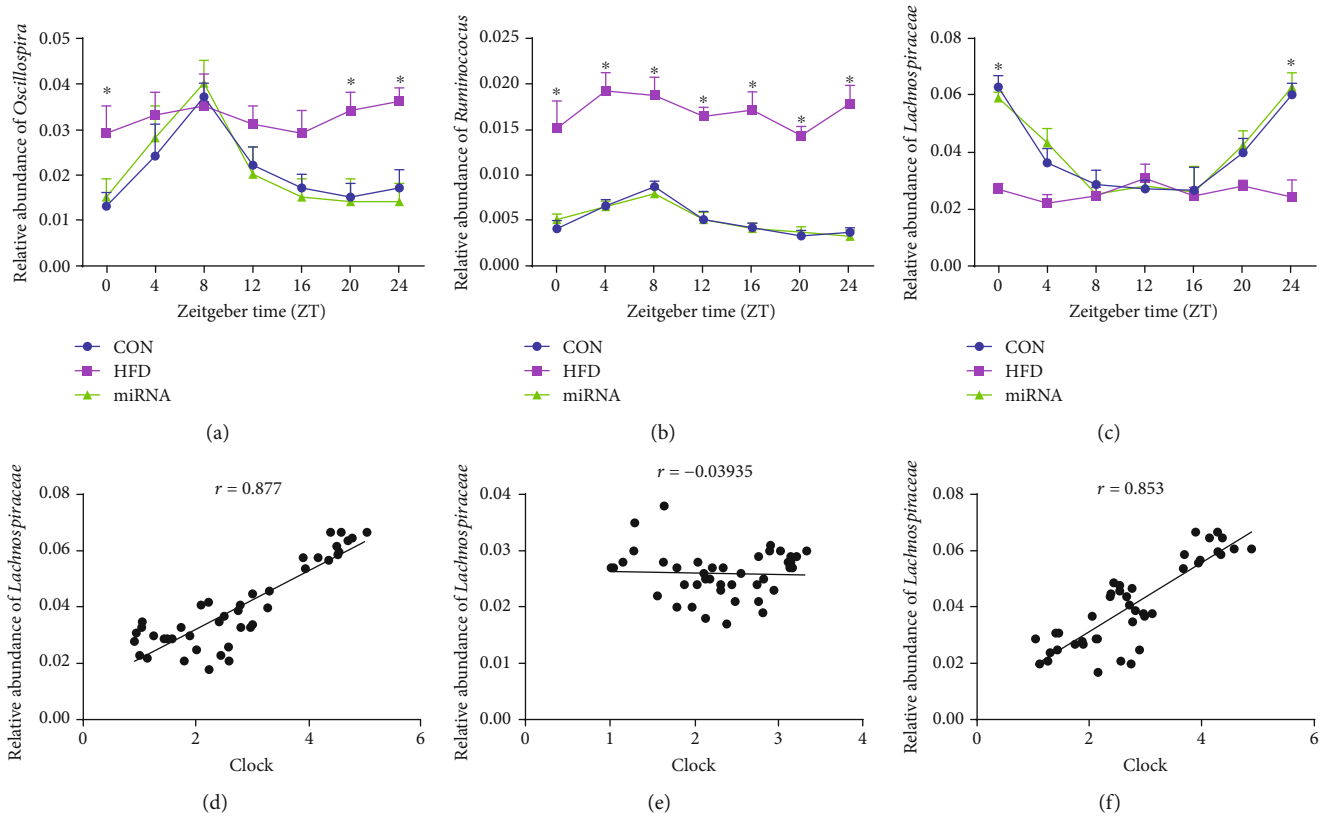 Relative abundance of Oscillospira
0.05
0.04
0.03
0.02
0.01
0.00
*
*
*
0
4
8
12
16
20
24
Zeitgeber time (ZT)
CON
HFD
miRNA
(a)
Relative abundance of Ruminoccocus
0.025
0.020
0.015
0.010
0.005
0.000
*
*
*
*
*
*
*
0
4
8
12
16
20
24
Zeitgeber time (ZT)
CON
HFD
miRNA
(b)
Relative abundance of Lachnospiraceae
0.08
0.06
0.04
0.02
0.00
*
*
0
4
8
12
16
20
24
Zeitgeber time (ZT)
CON
HFD
miRNA
(c)
Relative abundance of Lachnospiraceae
r = 0.877
0.08
0.06
0.04
0.02
0.00
0
2
4
6
Clock
(d)
Relative abundance of Lachnospiraceae
r = −0.03935
0.04
0.03
0.02
0.01
0.00
0
1
2
3
4
Clock
(e)
Relative abundance of Lachnospiraceae
r = 0.853
0.08
0.06
0.04
0.02
0.00
0
2
4
6
Clock
(f)